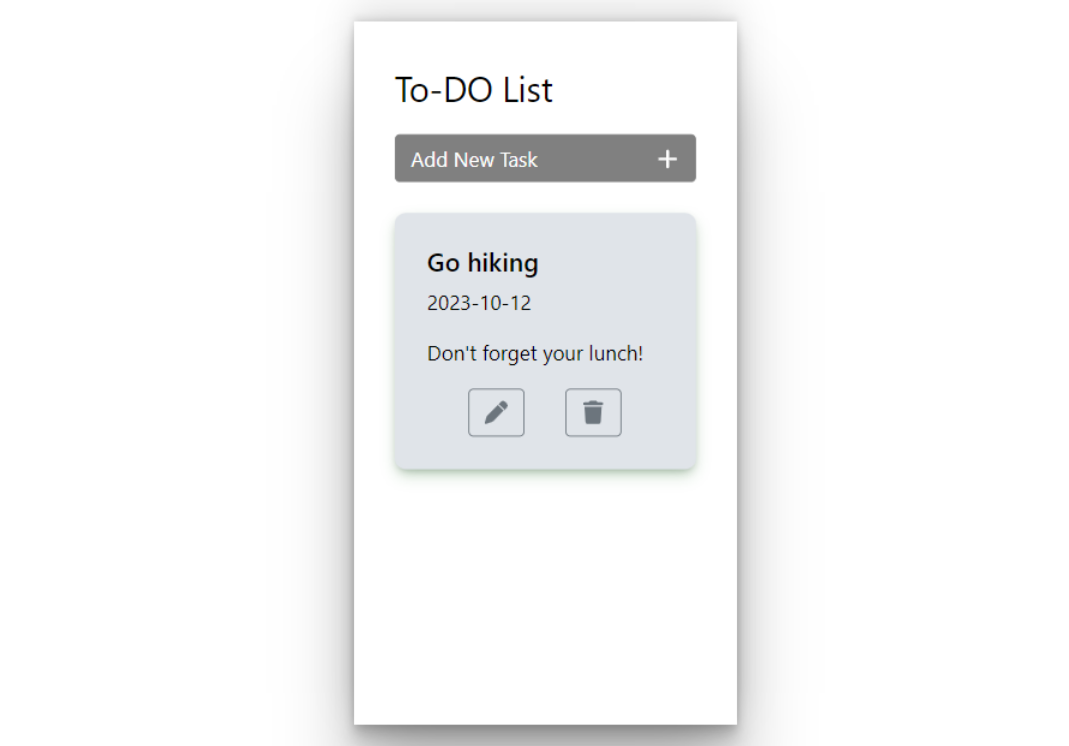 To-DO List
Add New Task
Go hiking
2023-10-12
Don't forget your lunch!